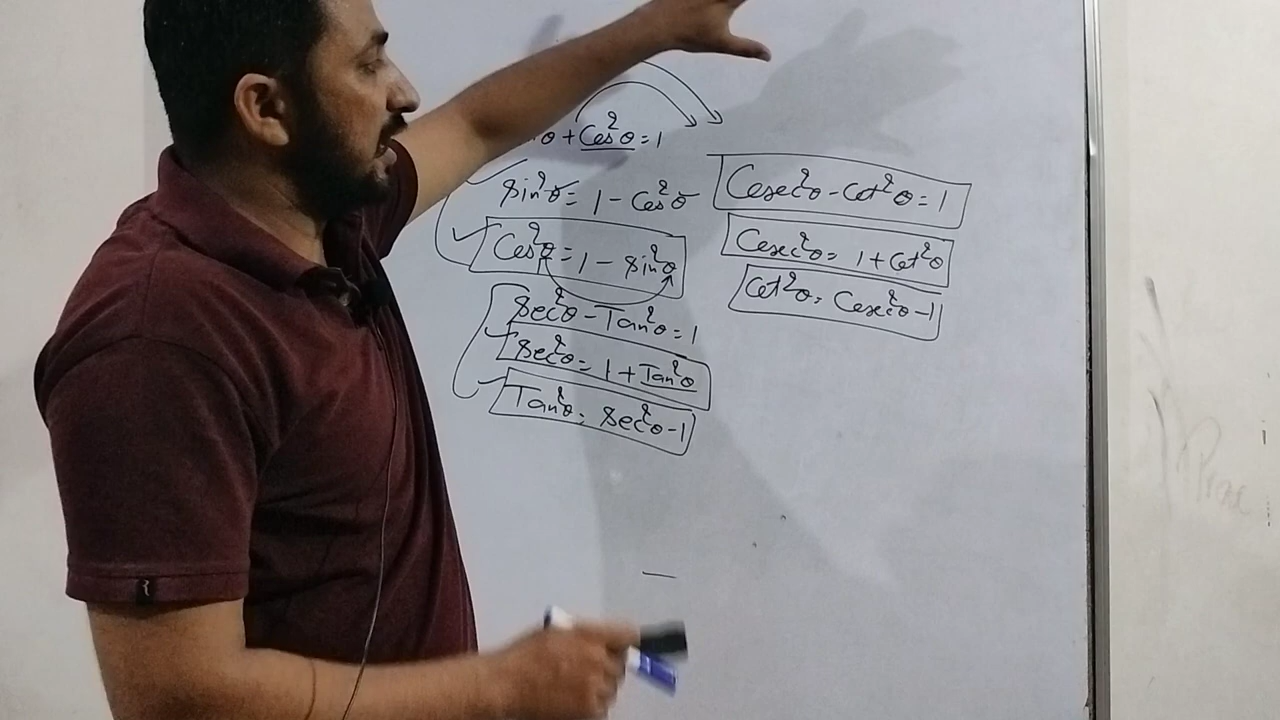 θ + Cos²θ = 1
Sin²θ = 1 - Cos²θ
Cos²θ = 1 - Sin²θ
Sec²θ - Tan²θ = 1
Sec²θ = 1 + Tan²θ
Tan²θ = Sec²θ - 1
Cosec²θ - Cot²θ = 1
Cosec²θ = 1 + Cot²θ
Cot²θ = Cosec²θ - 1